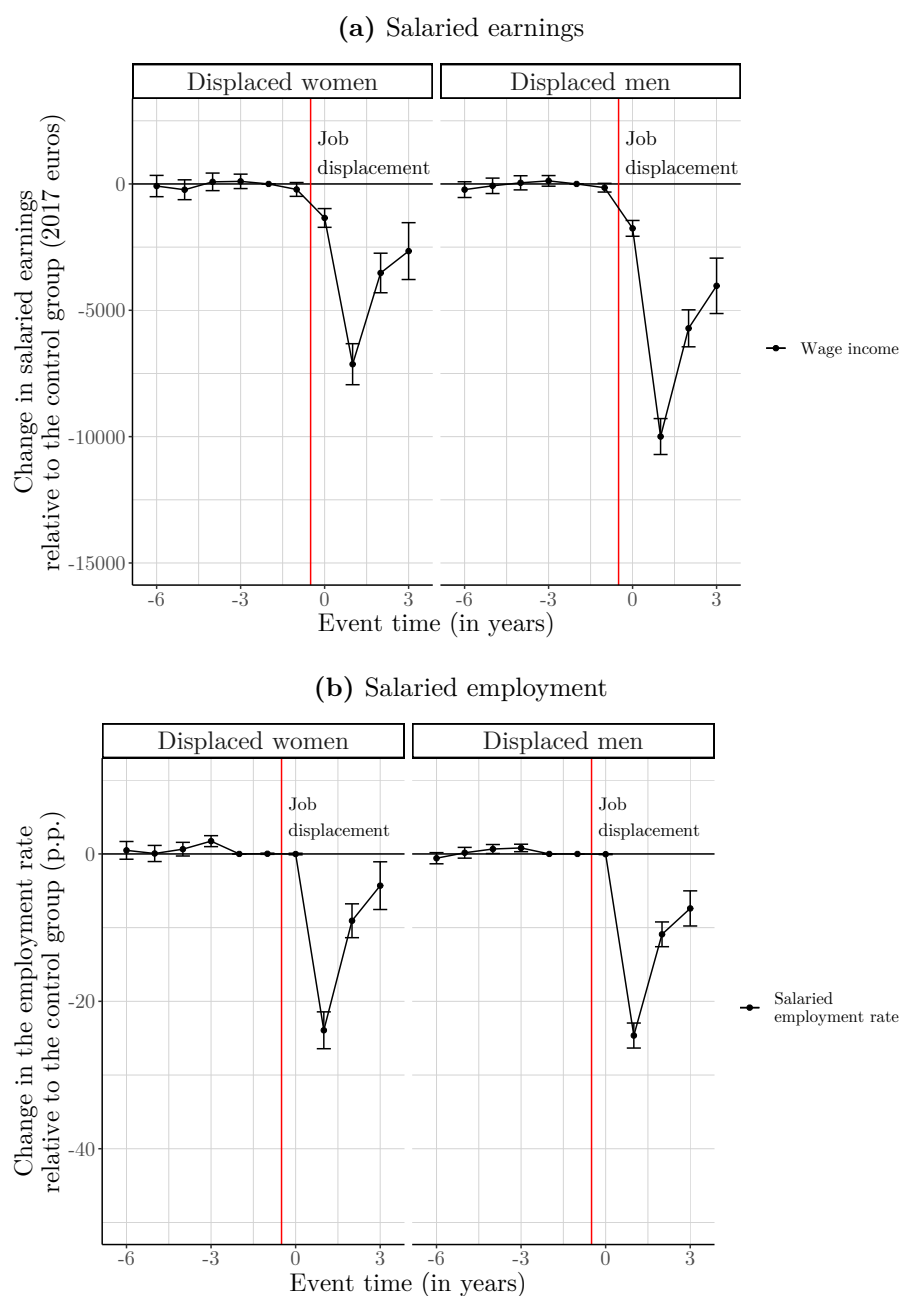 (a) Salaried earnings
Displaced women
Displaced men
Change in salaried earnings
relative to the control group (2017 euros)
0
-5000
-10000
-15000
Job
displacement
Job
displacement
Wage income
-6
-3
0
3
-6
-3
0
3
Event time (in years)
(b) Salaried employment
Displaced women
Displaced men
Change in the employment rate
relative to the control group (p.p.)
0
-20
-40
Job
displacement
Job
displacement
Salaried
employment rate
-6
-3
0
3
-6
-3
0
3
Event time (in years)